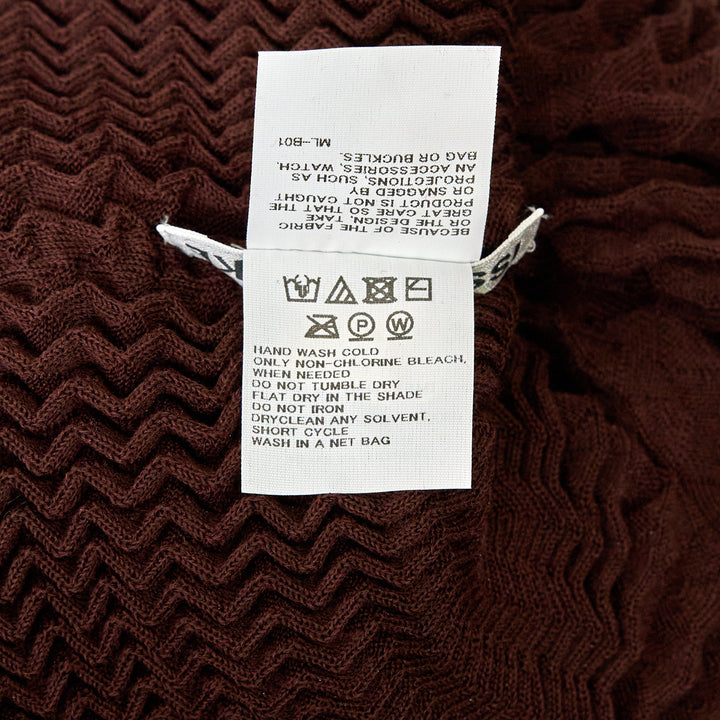 BECAUSE OF THE FABRIC
OR THE DESIGN, TAKE
GREAT CARE SO THAT THE
PRODUCT IS NOT CAUGHT
OR SNAGGED BY
PROJECTIONS, SUCH AS
AN ACCESSORIES, WATCH,
BAG OR BUCKLES.
ML-B01
P W
HAND WASH COLD
ONLY NON-CHLORINE BLEACH,
WHEN NEEDED
DO NOT TUMBLE DRY
FLAT DRY IN THE SHADE
DO NOT IRON
DRYCLEAN ANY SOLVENT,
SHORT CYCLE
WASH IN A NET BAG